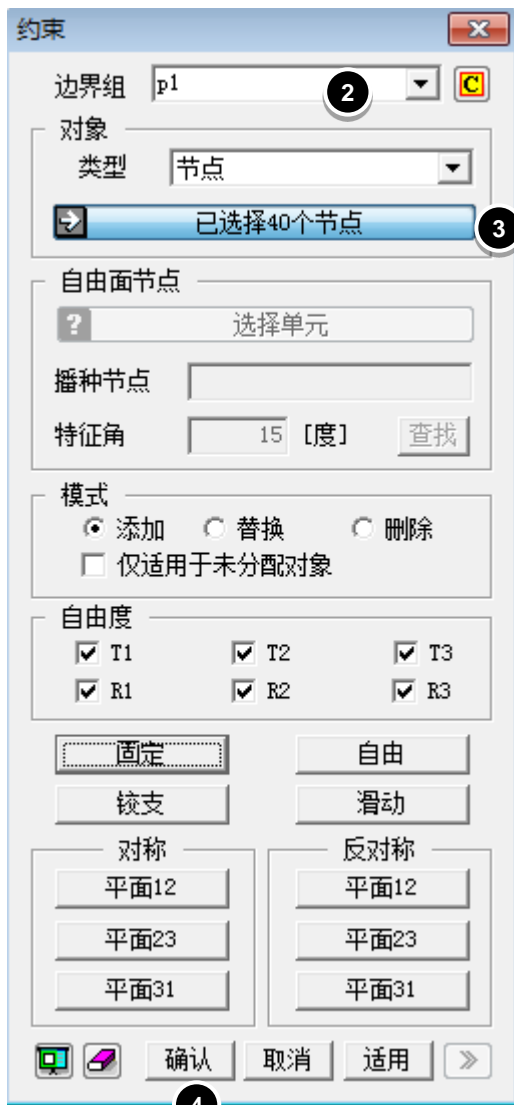 约束
边界组 p1 2 C
对象
类型 节点
已选择40个节点 3
自由面节点
? 选择单元
播种节点
特征角 15 [度] 查找
模式
添加 替换 删除
仅适用于未分配对象
自由度
T1 T2 T3
R1 R2 R3
固定 自由
铰支 滑动
对称 反对称
平面12 平面12
平面23 平面23
平面31 平面31
确认 取消 适用
4